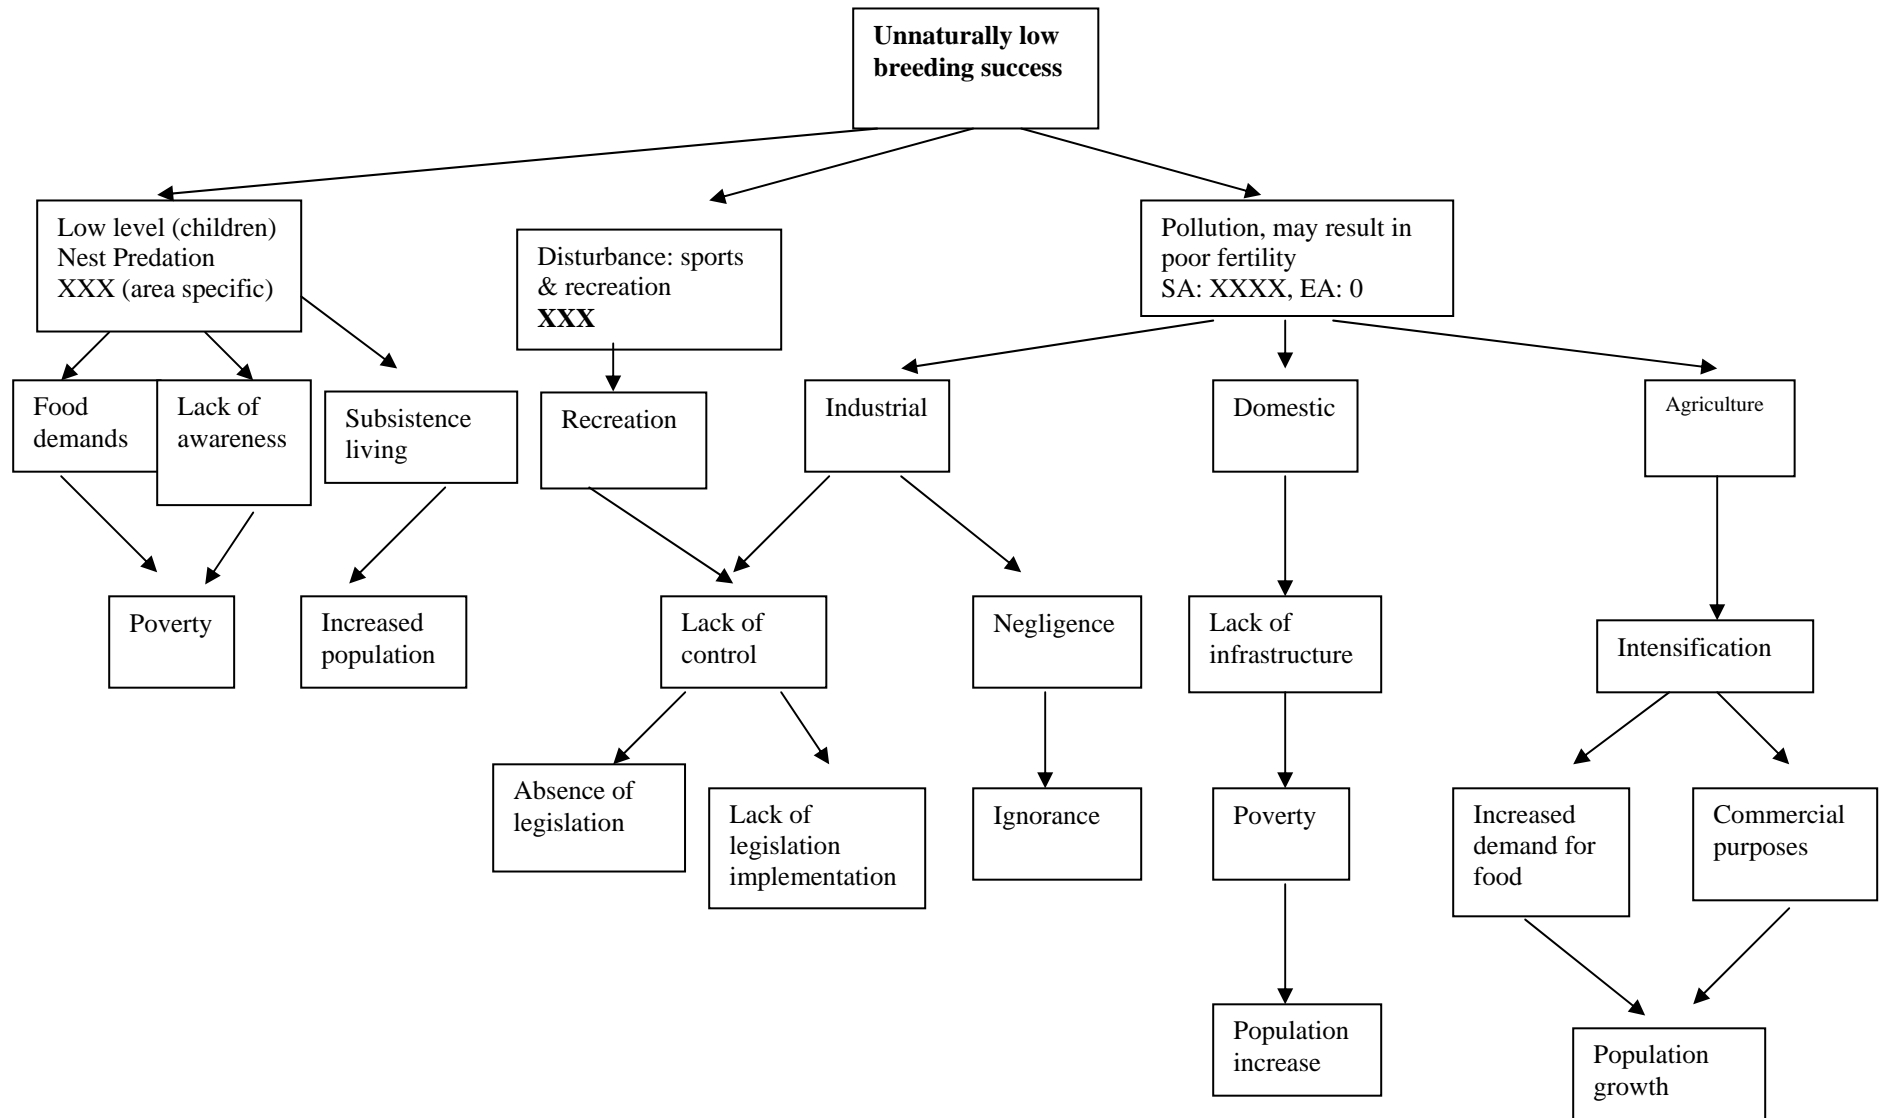 Unnaturally low
breeding success
Low level (children)
Nest Predation
XXX (area specific)
Disturbance: sports
& recreation
XXX
Pollution, may result in
poor fertility
SA: XXXX, EA: 0
Food
demands
Lack of
awareness
Subsistence
living
Recreation
Industrial
Domestic
Agriculture
Poverty
Increased
population
Lack of
control
Negligence
Lack of
infrastructure
Intensification
Absence of
legislation
Lack of
legislation
implementation
Ignorance
Poverty
Increased
demand for
food
Commercial
purposes
Population
increase
Population
growth